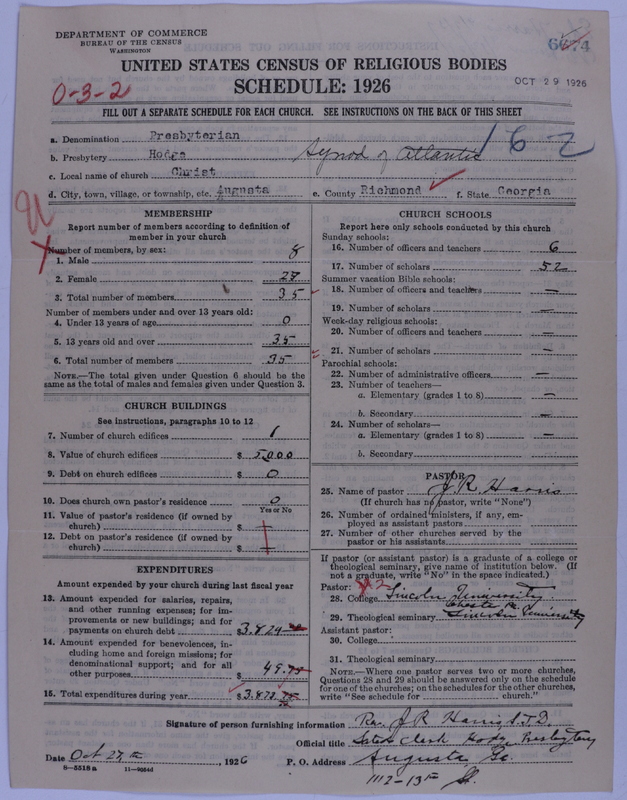 DEPARTMENT OF COMMERCE
BUREAU OF THE CENSUS
WASHINGTON
UNITED STATES CENSUS OF RELIGIOUS BODIES
SCHEDULE: 1926
OCT 29 1926
0-3-2
FILL OUT A SEPARATE SCHEDULE FOR EACH CHURCH. SEE INSTRUCTIONS ON THE BACK OF THIS SHEET
a. Denomination Presbyterian
162
b. Presbytery Hodge Synod of Atlantic
c. Local name of church Christ
d. City, town, village, or township, etc. Augusta e. County Richmond f. State Georgia
MEMBERSHIP
Report number of members according to definition of
member in your church
Number of members, by sex:
1. Male 8
2. Female 27
3. Total number of members 35
Number of members under and over 13 years old:
4. Under 13 years of age 0
5. 13 years old and over 35
6. Total number of members 35
NOTE.—The total given under Question 6 should be the
same as the total of males and females given under Question 3.
CHURCH BUILDINGS
See instructions, paragraphs 10 to 12
7. Number of church edifices 1
8. Value of church edifices $ 5000
9. Debt on church edifices $ 0
10. Does church own pastor's residence 0
Yes or No
11. Value of pastor's residence (if owned by
church) $
12. Debt on pastor's residence (if owned by
church) $
EXPENDITURES
Amount expended by your church during last fiscal year
13. Amount expended for salaries, repairs,
and other running expenses; for im-
provements or new buildings; and for
payments on church debt $ 3.824
14. Amount expended for benevolences, in-
cluding home and foreign missions; for
denominational support; and for all
other purposes $ 49.
15. Total expenditures during year $ 3.873
CHURCH SCHOOLS
Report here only schools conducted by this church
Sunday schools:
16. Number of officers and teachers 6
17. Number of scholars 52
Summer vacation Bible schools:
18. Number of officers and teachers —
19. Number of scholars —
Week-day religious schools:
20. Number of officers and teachers —
21. Number of scholars —
Parochial schools:
22. Number of administrative officers —
23. Number of teachers—
a. Elementary (grades 1 to 8) —
b. Secondary —
24. Number of scholars—
a. Elementary (grades 1 to 8) —
b. Secondary
PASTOR
25. Name of pastor J. R. Harris
(If church has no pastor, write "None")
26. Number of ordained ministers, if any, em-
ployed as assistant pastors
27. Number of other churches served by the
pastor or his assistants
If pastor (or assistant pastor) is a graduate of a college or
theological seminary, give name of institution below. (If
not a graduate, write "No" in the space indicated.)
Pastor:
28. College Lincoln University
Chester Pa.
29. Theological seminary Lincoln University
Assistant pastor:
30. College
31. Theological seminary
NOTE.—Where one pastor serves two or more churches,
Questions 28 and 29 should be answered only on the schedule
for one of the churches; on the schedules for the other churches,
write "See schedule for church."
Signature of person furnishing information Rev. J R Harris S.T.D.
Official title Stated Clerk Hodge Presbytery
Date Oct 27th, 1926 P. O. Address Augusta Ga.
1112-13th St.
8-5518 a 11-9054d